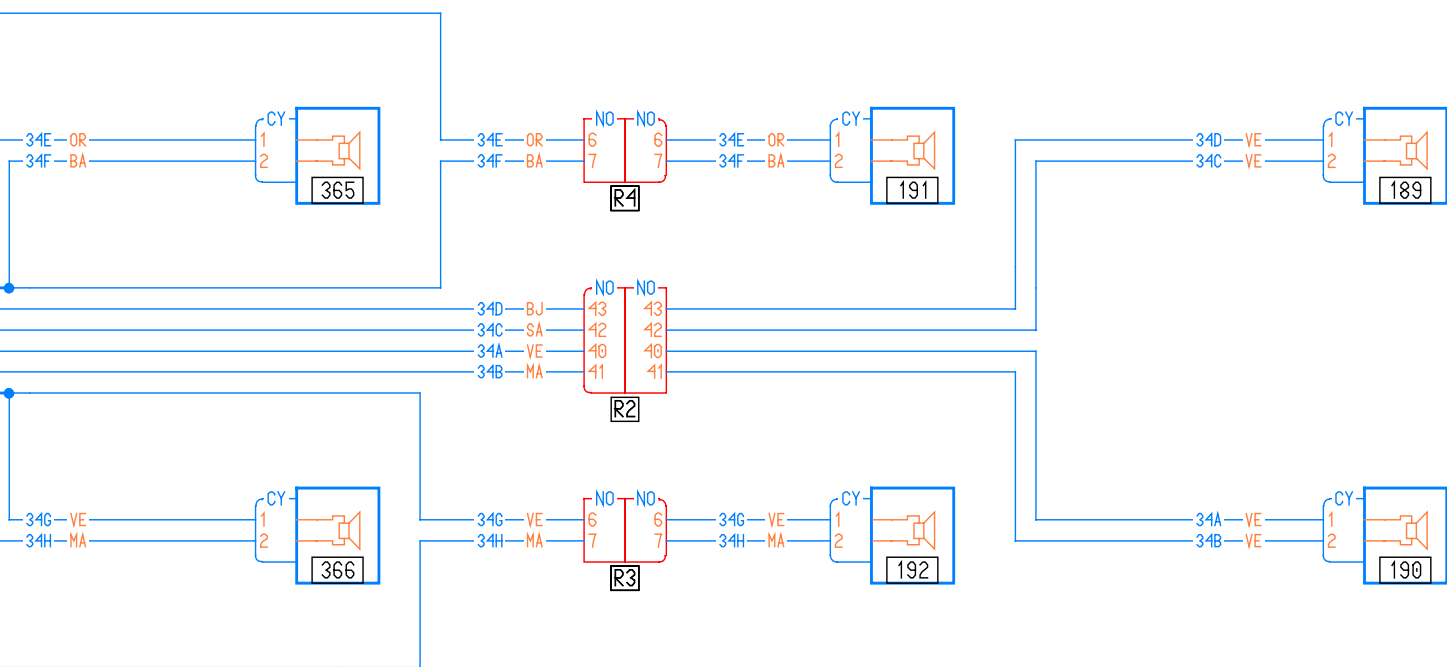 CY NO NO CY CY
34E OR 1 34E OR 6 6 34E OR 1 34D VE 1
34F BA 2 34F BA 7 7 34F BA 2 34C VE 2
365 R4 191 189
NO NO
34D BJ 43 43
34C SA 42 42
34A VE 40 40
34B MA 41 41
R2
CY NO NO CY CY
34G VE 1 34G VE 6 6 34G VE 1 34A VE 1
34H MA 2 34H MA 7 7 34H MA 2 34B VE 2
366 R3 192 190